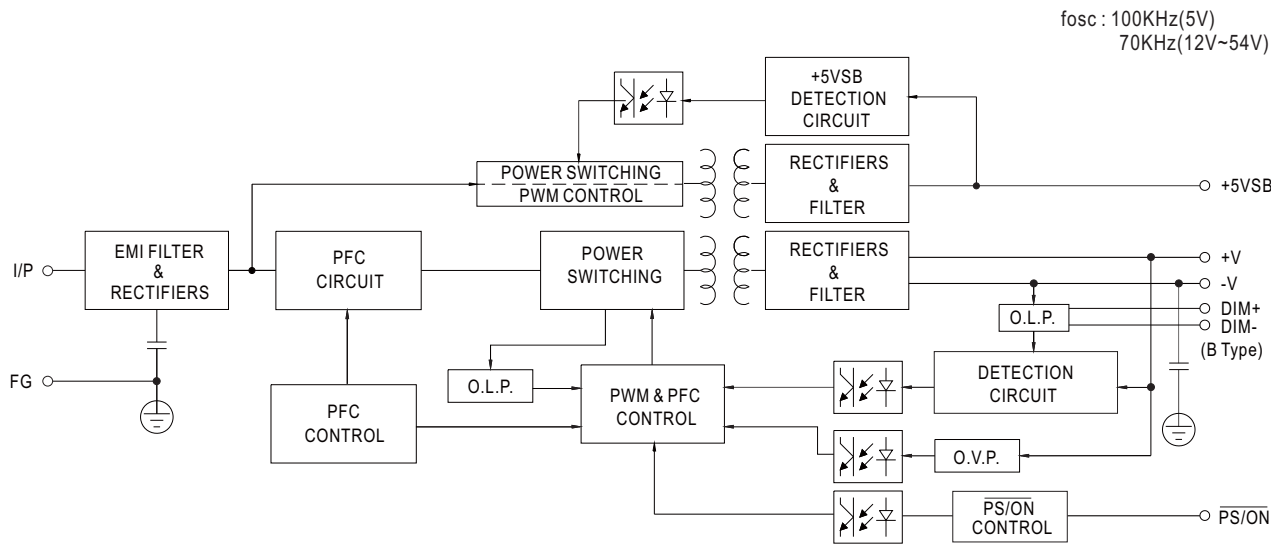 fosc : 100KHz(5V)
70KHz(12V~54V)
+5VSB
DETECTION
CIRCUIT
POWER SWITCHING
PWM CONTROL
RECTIFIERS
&
FILTER
+5VSB
I/P
EMI FILTER
&
RECTIFIERS
PFC
CIRCUIT
POWER
SWITCHING
RECTIFIERS
&
FILTER
+V
-V
DIM+
DIM-
(B Type)
O.L.P.
FG
O.L.P.
PFC
CONTROL
PWM & PFC
CONTROL
DETECTION
CIRCUIT
O.V.P.
PS/ON
CONTROL
PS/ON